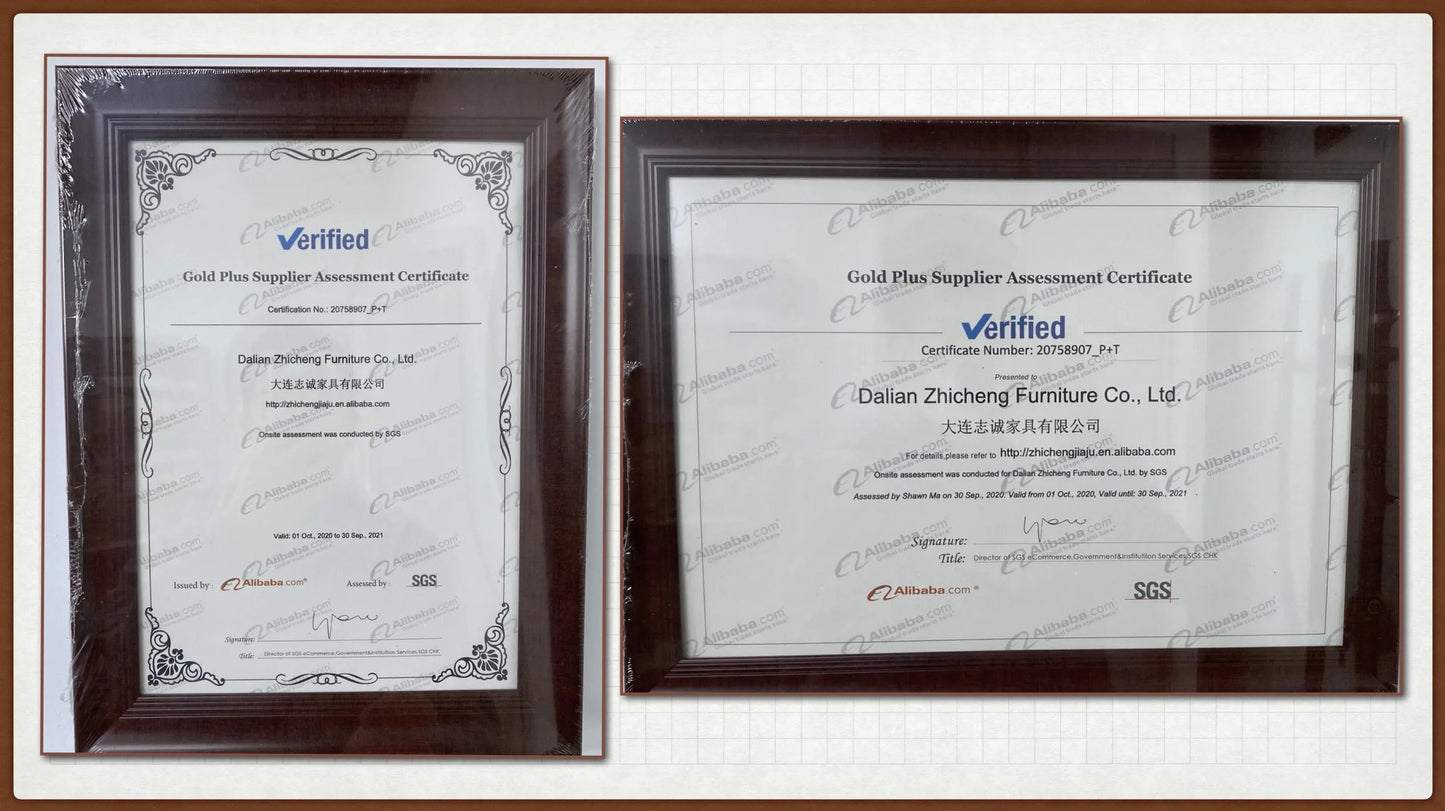 Verified
Gold Plus Supplier Assessment Certificate
Certification No.: 20758907_P+T
Dalian Zhicheng Furniture Co., Ltd.
大连志诚家具有限公司
http://zhichengjiaju.en.alibaba.com
Onsite assessment was conducted by SGS
Valid: 01 Oct., 2020 to 30 Sep., 2021
Issued by : Alibaba.com® Assessed by : SGS
Signature:
Title: Director of SGS eCommerce,Government&Institution Services,SGS CHK
Gold Plus Supplier Assessment Certificate
Verified
Certificate Number: 20758907_P+T
Presented to
Dalian Zhicheng Furniture Co., Ltd.
大连志诚家具有限公司
For details,please refer to http://zhichengjiaju.en.alibaba.com
Onsite assessment was conducted for Dalian Zhicheng Furniture Co., Ltd. by SGS
Assessed by Shawn Ma on 30 Sep., 2020. Valid from 01 Oct., 2020, Valid until: 30 Sep., 2021
Signature:
Title: Director of SGS eCommerce,Government&Institution Services,SGS CHK
Alibaba.com® SGS
Alibaba.com
Global trade starts here.